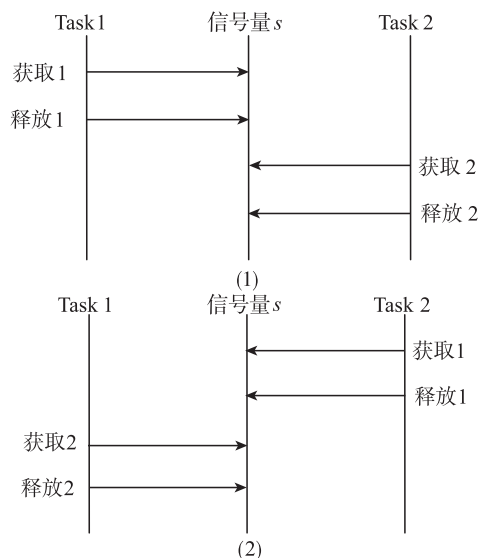 Task1 信号量s Task 2
获取1
释放1
获取2
释放2
(1)
Task 1 信号量s Task 2
获取1
释放1
获取2
释放2
(2)